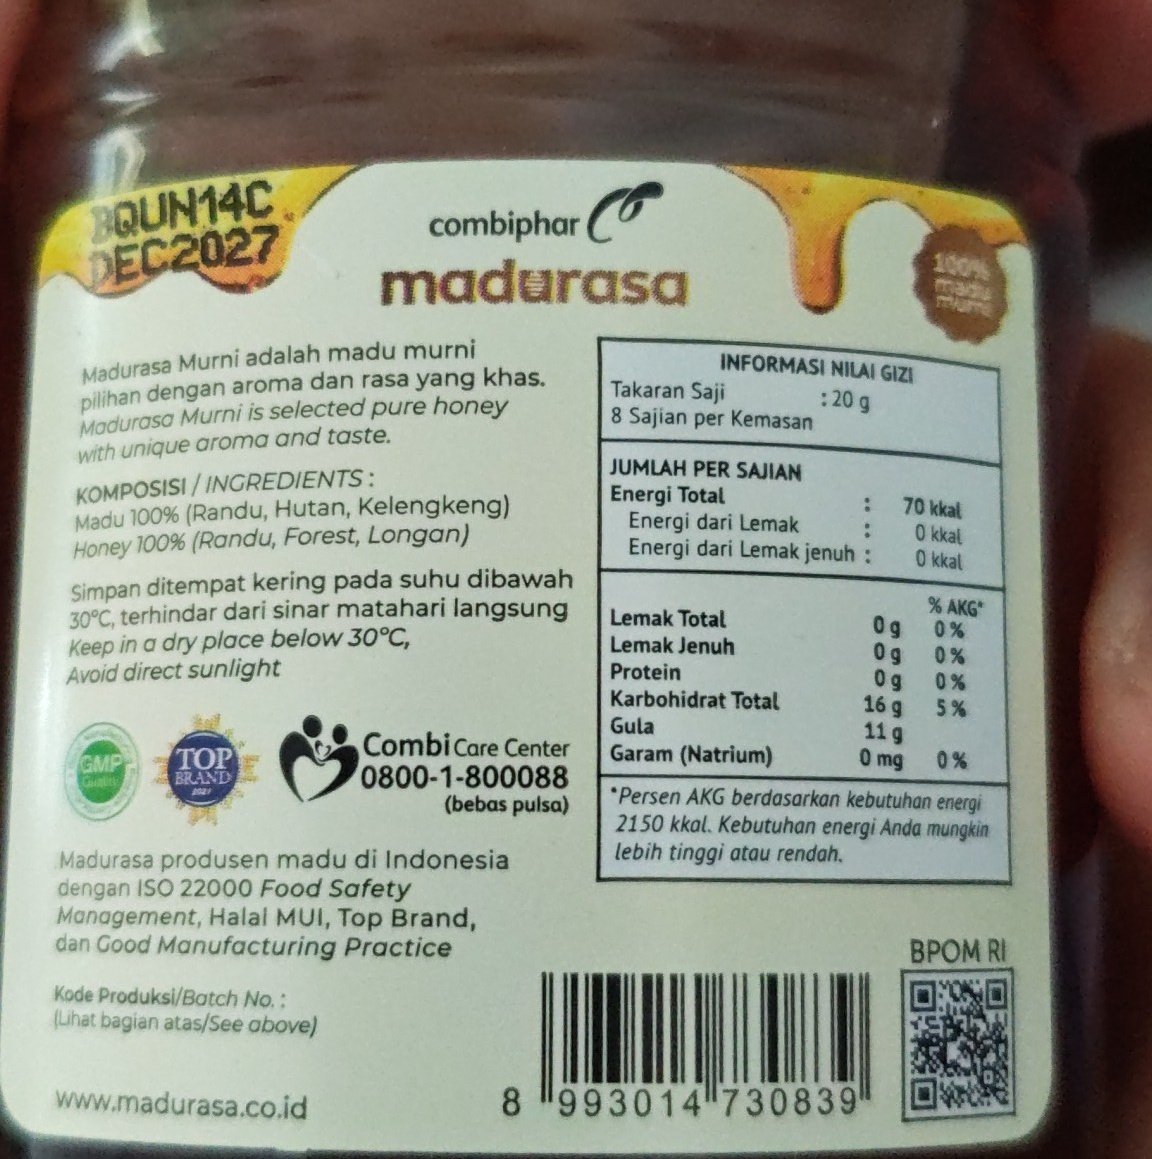 BQUN14C
DEC2027
combiphar
madurasa
100%
madu
murni
Madurasa Murni adalah madu murni
pilihan dengan aroma dan rasa yang khas.
Madurasa Murni is selected pure honey
with unique aroma and taste.
KOMPOSISI / INGREDIENTS :
Madu 100% (Randu, Hutan, Kelengkeng)
Honey 100% (Randu, Forest, Longan)
Simpan ditempat kering pada suhu dibawah
30°C, terhindar dari sinar matahari langsung
Keep in a dry place below 30°C,
Avoid direct sunlight
GMP
TOP
BRAND
CombiCare Center
0800-1-800088
(bebas pulsa)
Madurasa produsen madu di Indonesia
dengan ISO 22000 Food Safety
Management, Halal MUI, Top Brand,
dan Good Manufacturing Practice
Kode Produksi/Batch No. :
(Lihat bagian atas/See above)
www.madurasa.co.id
INFORMASI NILAI GIZI
Takaran Saji : 20 g
8 Sajian per Kemasan
JUMLAH PER SAJIAN
Energi Total : 70 kkal
Energi dari Lemak : 0 kkal
Energi dari Lemak jenuh : 0 kkal
% AKG*
Lemak Total 0 g 0 %
Lemak Jenuh 0 g 0 %
Protein 0 g 0 %
Karbohidrat Total 16 g 5 %
Gula 11 g
Garam (Natrium) 0 mg 0 %
*Persen AKG berdasarkan kebutuhan energi
2150 kkal. Kebutuhan energi Anda mungkin
lebih tinggi atau rendah.
BPOM RI
8 993014 730839